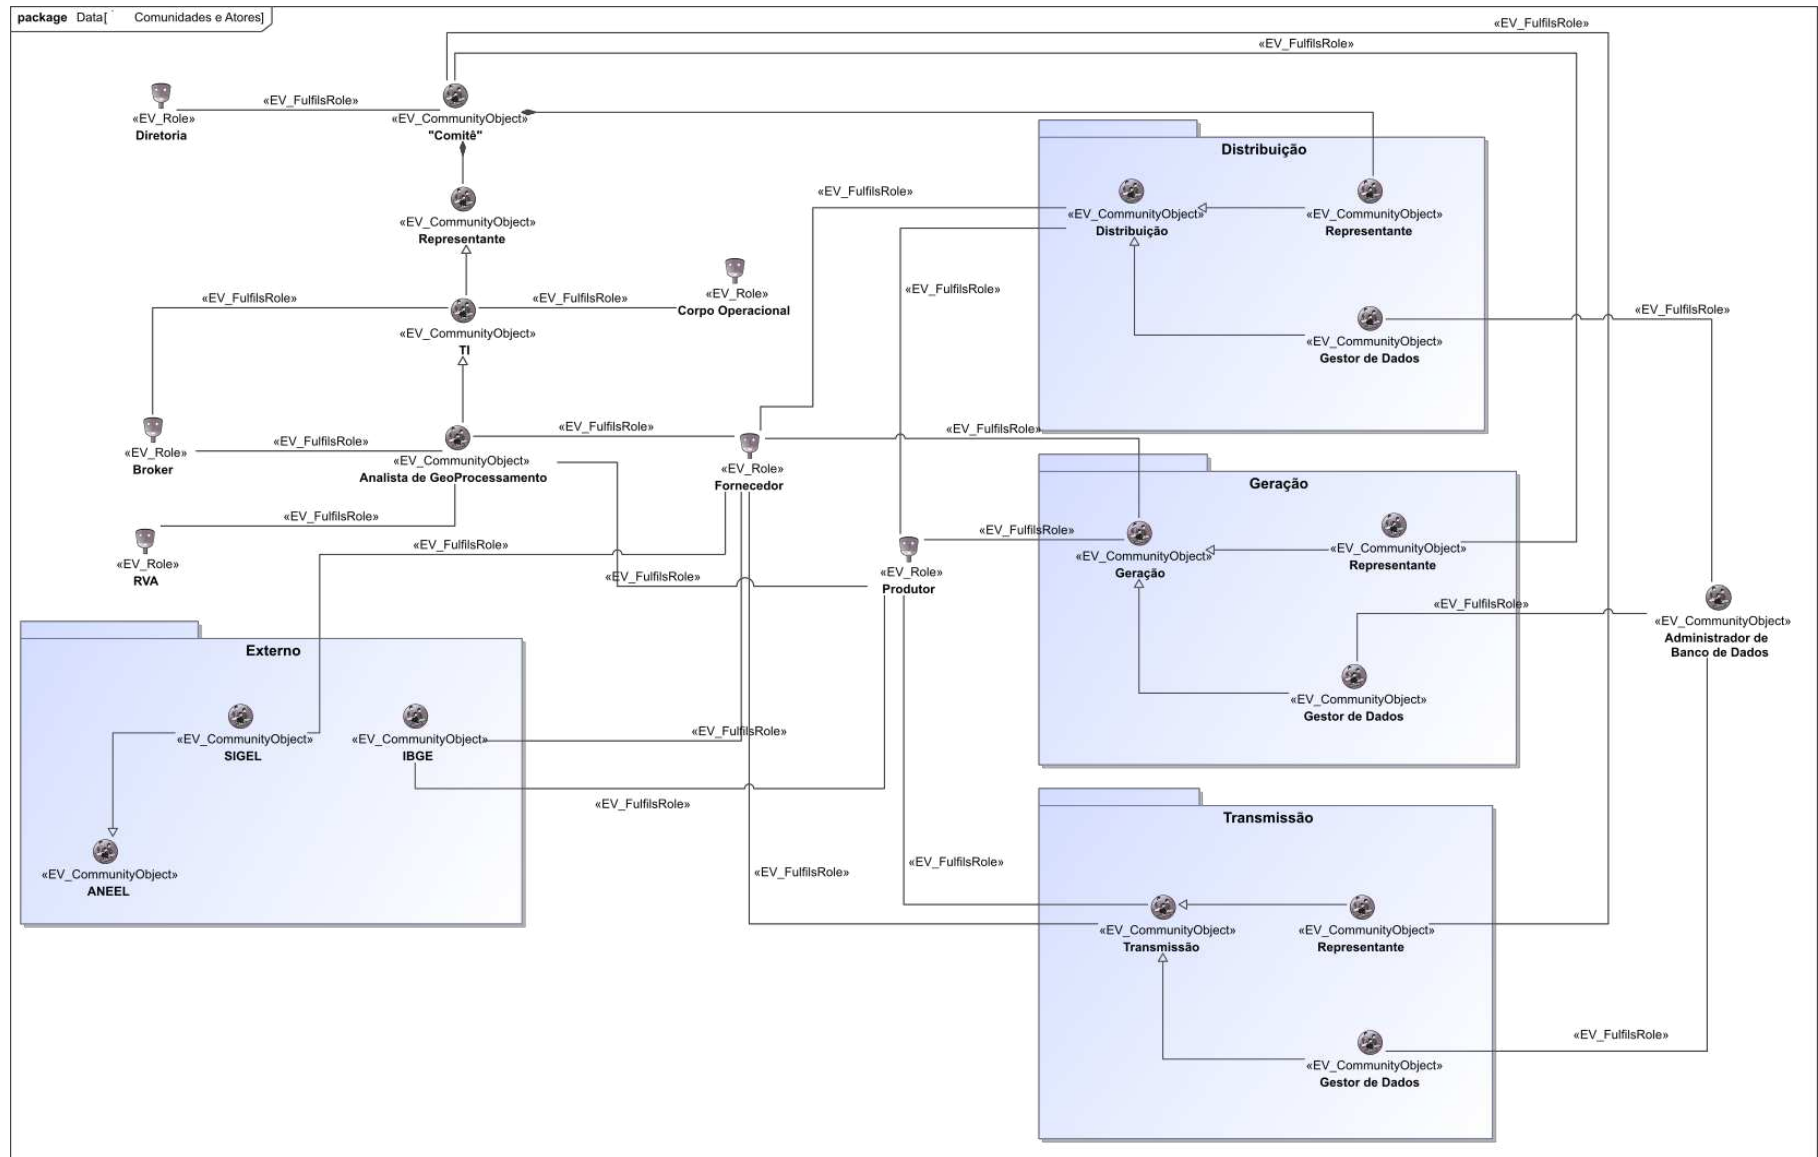 package Data[ Comunidades e Atores]
«EV_FulfilsRole»
«EV_FulfilsRole»
«EV_FulfilsRole»
«EV_Role»
Diretoria
«EV_CommunityObject»
"Comitê"
«EV_CommunityObject»
Representante
«EV_FulfilsRole»
«EV_FulfilsRole»
«EV_Role»
Corpo Operacional
«EV_CommunityObject»
TI
«EV_Role»
Broker
«EV_FulfilsRole»
«EV_CommunityObject»
Analista de GeoProcessamento
«EV_FulfilsRole»
«EV_Role»
Fornecedor
«EV_FulfilsRole»
«EV_Role»
RVA
«EV_FulfilsRole»
«EV_FulfilsRole»
«EV_FulfilsRole»
«EV_FulfilsRole»
«EV_FulfilsRole»
«EV_FulfilsRole»
«EV_Role»
Produtor
Distribuição
«EV_CommunityObject»
Distribuição
«EV_CommunityObject»
Representante
«EV_CommunityObject»
Gestor de Dados
«EV_FulfilsRole»
Geração
«EV_CommunityObject»
Geração
«EV_CommunityObject»
Representante
«EV_FulfilsRole»
«EV_CommunityObject»
Gestor de Dados
«EV_FulfilsRole»
«EV_CommunityObject»
Administrador de
Banco de Dados
Externo
«EV_CommunityObject»
SIGEL
«EV_CommunityObject»
IBGE
«EV_FulfilsRole»
«EV_FulfilsRole»
«EV_CommunityObject»
ANEEL
«EV_FulfilsRole»
«EV_FulfilsRole»
Transmissão
«EV_CommunityObject»
Transmissão
«EV_CommunityObject»
Representante
«EV_FulfilsRole»
«EV_CommunityObject»
Gestor de Dados